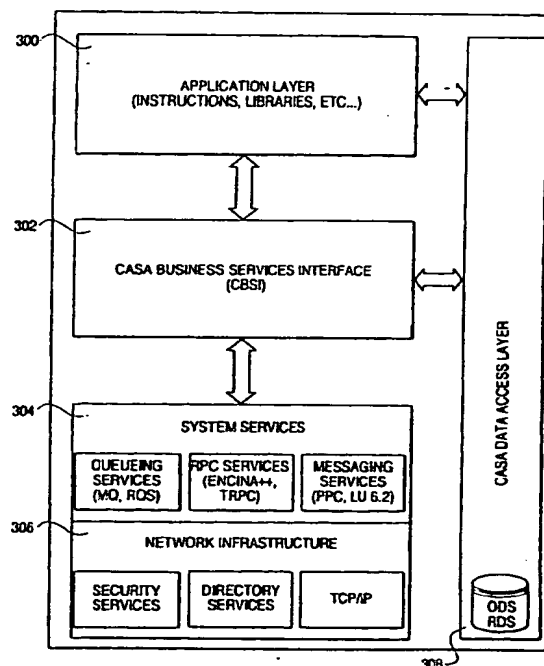 300
APPLICATION LAYER
(INSTRUCTIONS, LIBRARIES, ETC...)
302
CASA BUSINESS SERVICES INTERFACE
(CBSI)
304
SYSTEM SERVICES
QUEUEING
SERVICES
(MQ, RQS)
RPC SERVICES
(ENCINA++,
TRPC)
MESSAGING
SERVICES
(PPC, LU 6.2)
306
NETWORK INFRASTRUCTURE
SECURITY
SERVICES
DIRECTORY
SERVICES
TCP/IP
CASA DATA ACCESS LAYER
ODS
RDS
308